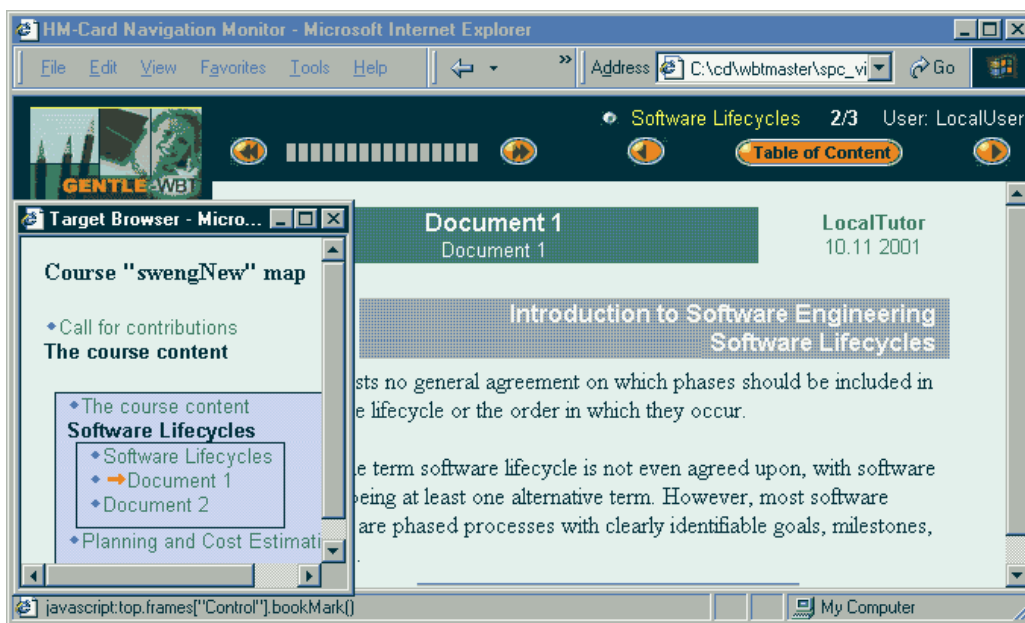 HM-Card Navigation Monitor - Microsoft Internet Explorer
File Edit View Favorites Tools Help
»
Address C:\cd\wbtmaster\spc_vi
Go
Software Lifecycles 2/3 User: LocalUser
Table of Content
GENTLE-WBT
Target Browser - Micro...
Course "swengNew" map
Call for contributions
The course content
The course content
Software Lifecycles
Software Lifecycles
Document 1
Document 2
Planning and Cost Estimati
Document 1
Document 1
LocalTutor
10.11 2001
Introduction to Software Engineering
Software Lifecycles
sts no general agreement on which phases should be included in
e lifecycle or the order in which they occur.
e term software lifecycle is not even agreed upon, with software
being at least one alternative term. However, most software
are phased processes with clearly identifiable goals, milestones,
.
javascript:top.frames["Control"].bookMark()
My Computer